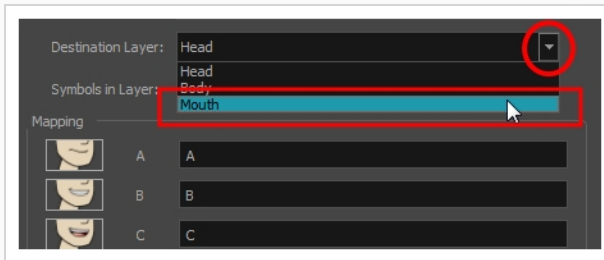 Destination Layer: Head
Head
Symbols in Layer: Body
Mouth
Mapping
A A
B B
C C